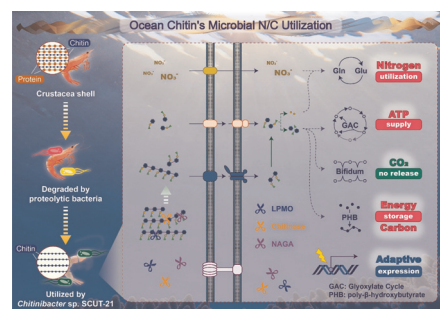 Ocean Chitin's Microbial N/C Utilization
Chitin
Protein
Crustacea shell
Degraded by
proteolytic bacteria
Chitin
Utilized by
Chitinibacter sp. SCUT-21
NO₃⁻
NO₂⁻
Gln Glu
GAC
Bifidum
PHB
LPMO
NAGA
Nitrogen
utilization
ATP
supply
CO₂
no release
Energy
storage
Carbon
Adaptive
expression
GAC: Glyoxylate Cycle
PHB: poly-β-hydroxybutyrate